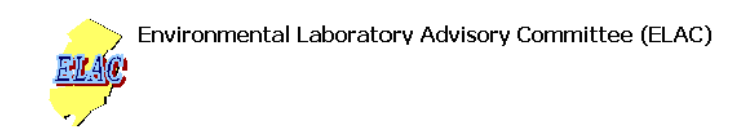 Environmental Laboratory Advisory Committee (ELAC)
ELAC